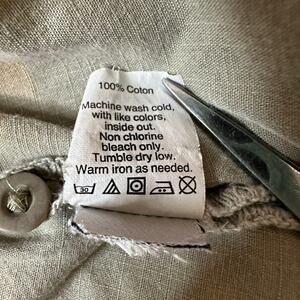 100% Coton
Machine wash cold,
with like colors,
inside out.
Non chlorine
bleach only.
Tumble dry low.
Warm iron as needed.
30